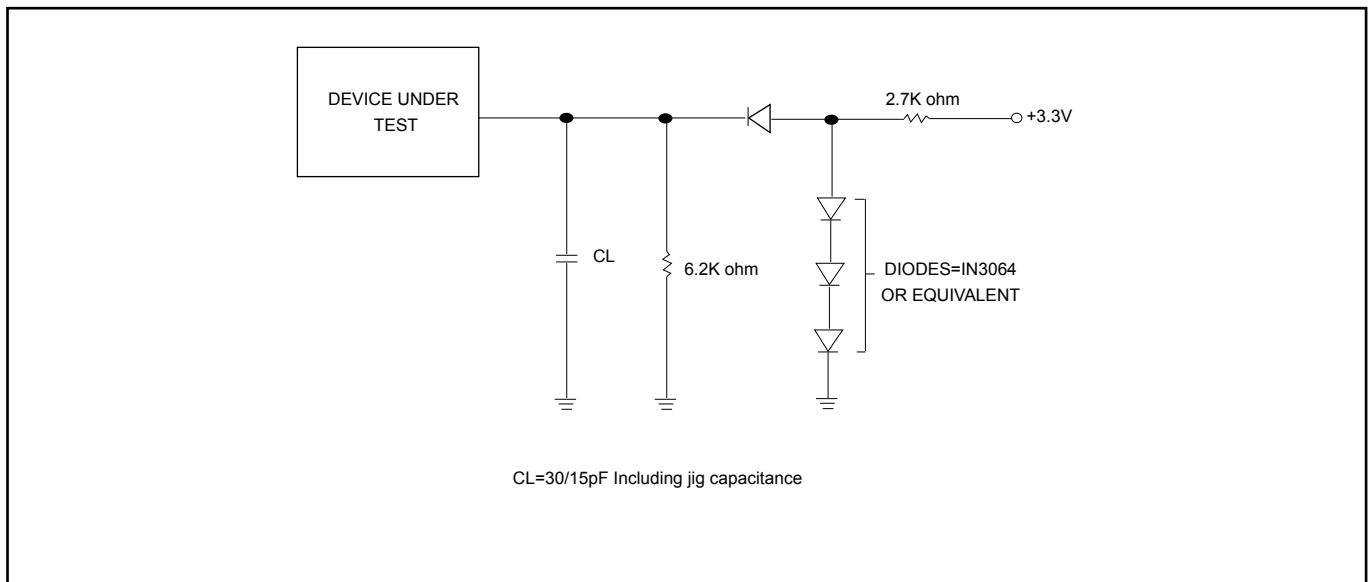 DEVICE UNDER
TEST
2.7K ohm
+3.3V
CL
6.2K ohm
DIODES=IN3064
OR EQUIVALENT
CL=30/15pF Including jig capacitance